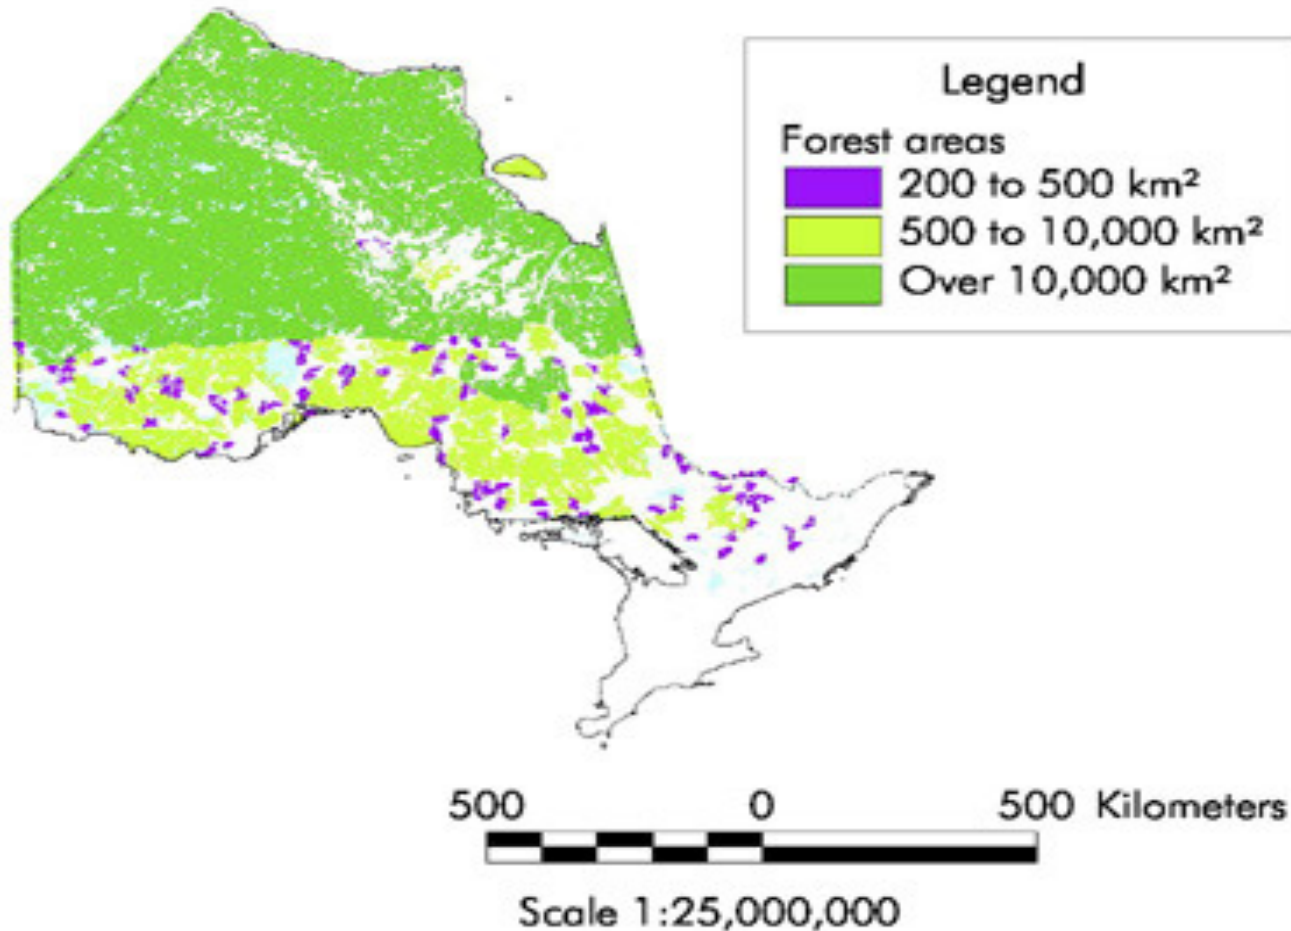 Legend
Forest areas
200 to 500 km²
500 to 10,000 km²
Over 10,000 km²
500 0 500 Kilometers
Scale 1:25,000,000